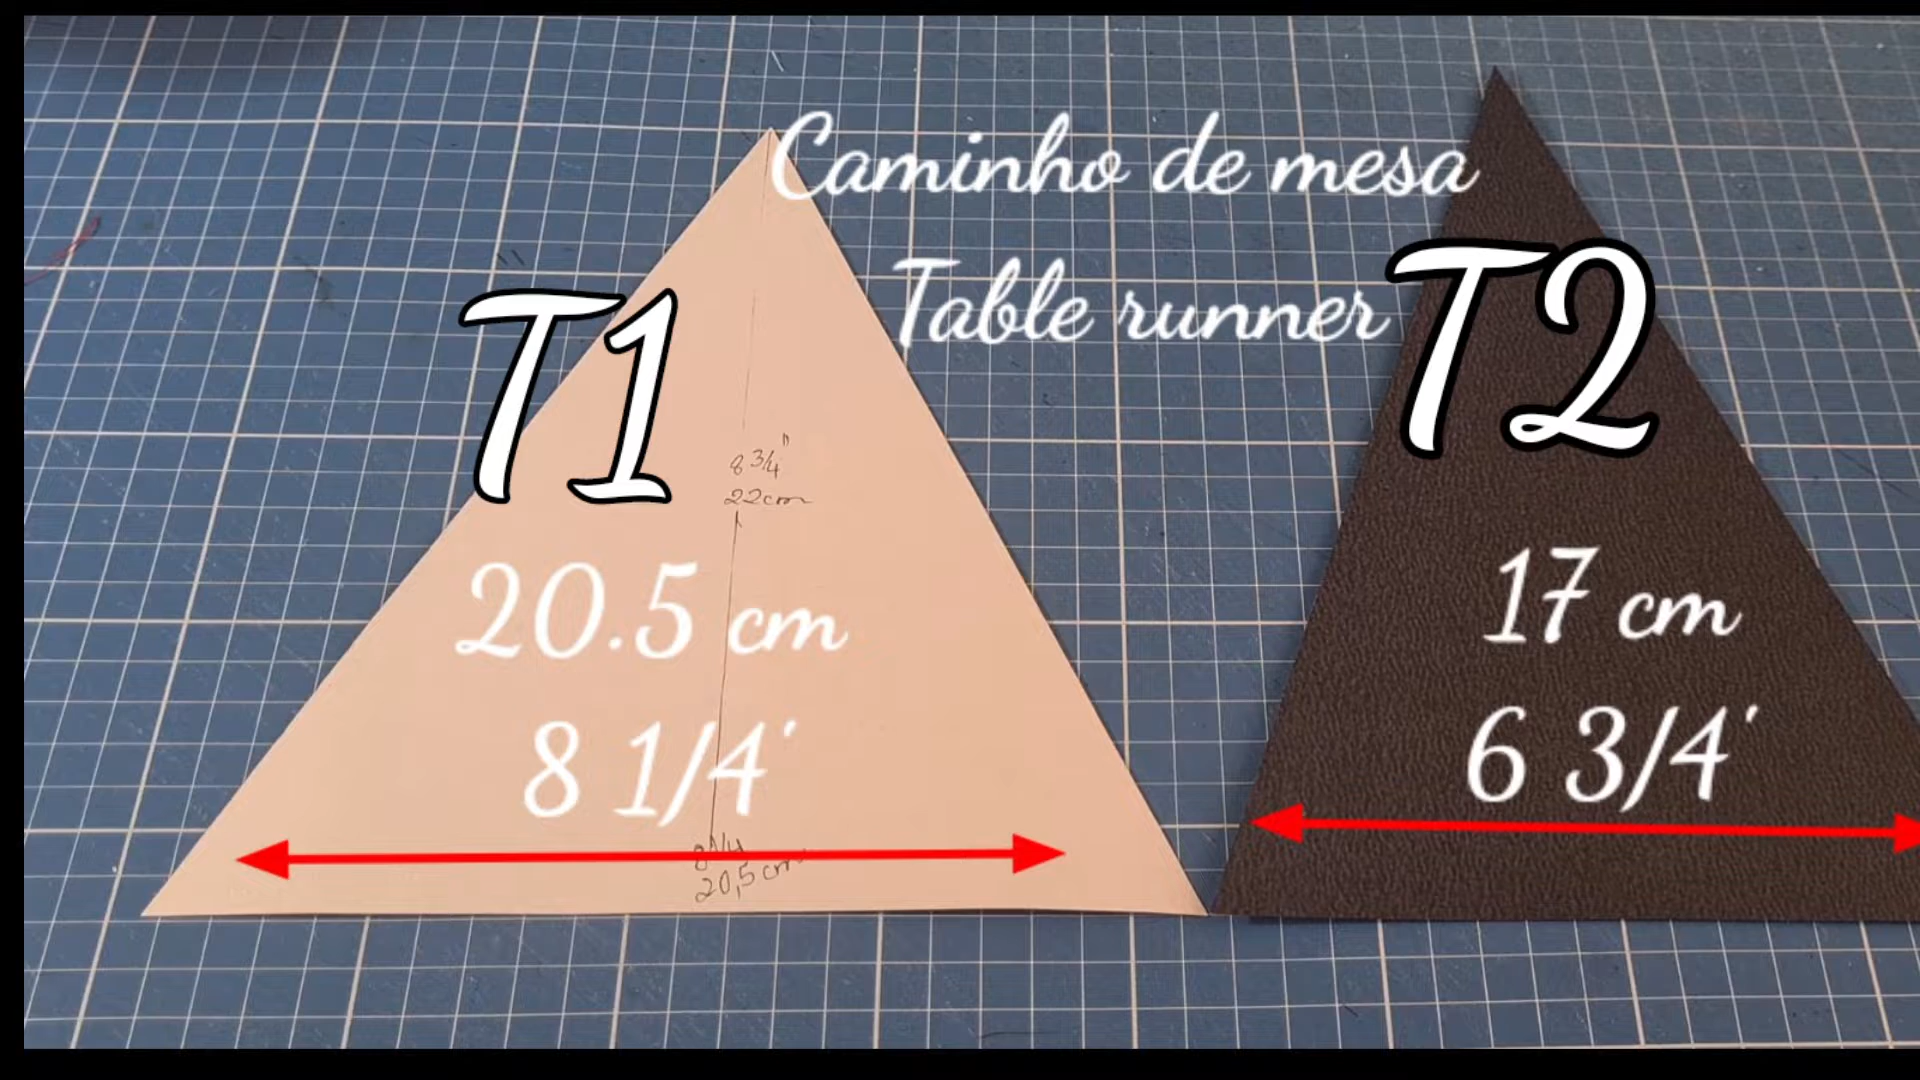 Caminho de mesa
Table runner
T1
T2
8 3/4"
22cm
20.5 cm
8 1/4'
17 cm
6 3/4'
8 1/4
20,5 cm